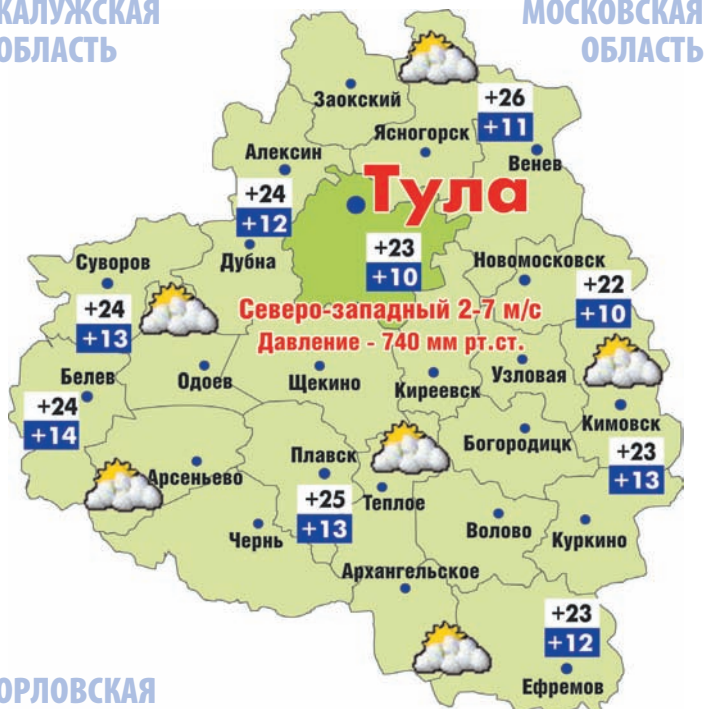 КАЛУЖСКАЯ
ОБЛАСТЬ
МОСКОВСКАЯ
ОБЛАСТЬ
Заокский
+26
+11
Ясногорск
Венев
Алексин
+24
+12
Тула
Дубна
+23
+10
Суворов
Новомосковск
+24
+13
+22
+10
Северо-западный 2-7 м/с
Давление - 740 мм рт.ст.
Белев
Одоев
Щекино
Киреевск
Узловая
+24
+14
Кимовск
Богородицк
+23
+13
Плавск
Арсеньево
+25
+13
Теплое
Чернь
Волово
Куркино
Архангельское
+23
+12
Ефремов
ОРЛОВСКАЯ